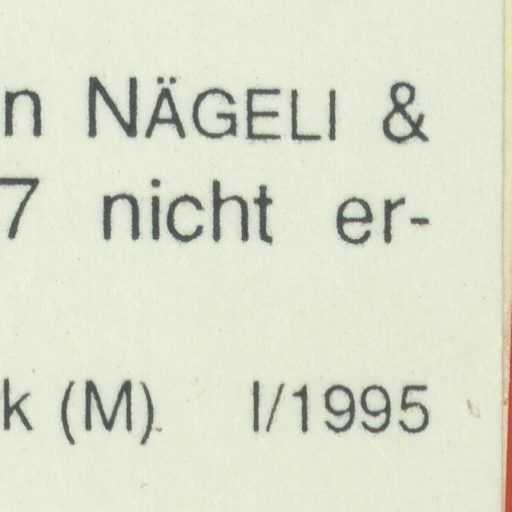 n NÄGELI &
7 nicht er-
k (M) I/1995